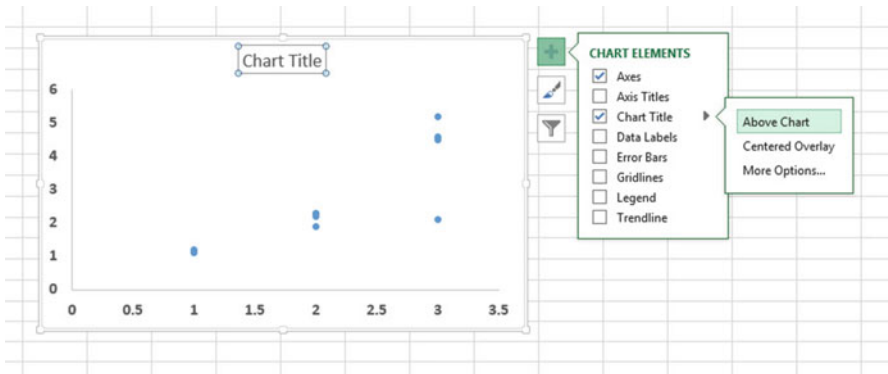 Chart Title
6
5
4
3
2
1
0
0 0.5 1 1.5 2 2.5 3 3.5
CHART ELEMENTS
Axes
Axis Titles
Chart Title
Data Labels
Error Bars
Gridlines
Legend
Trendline
Above Chart
Centered Overlay
More Options...